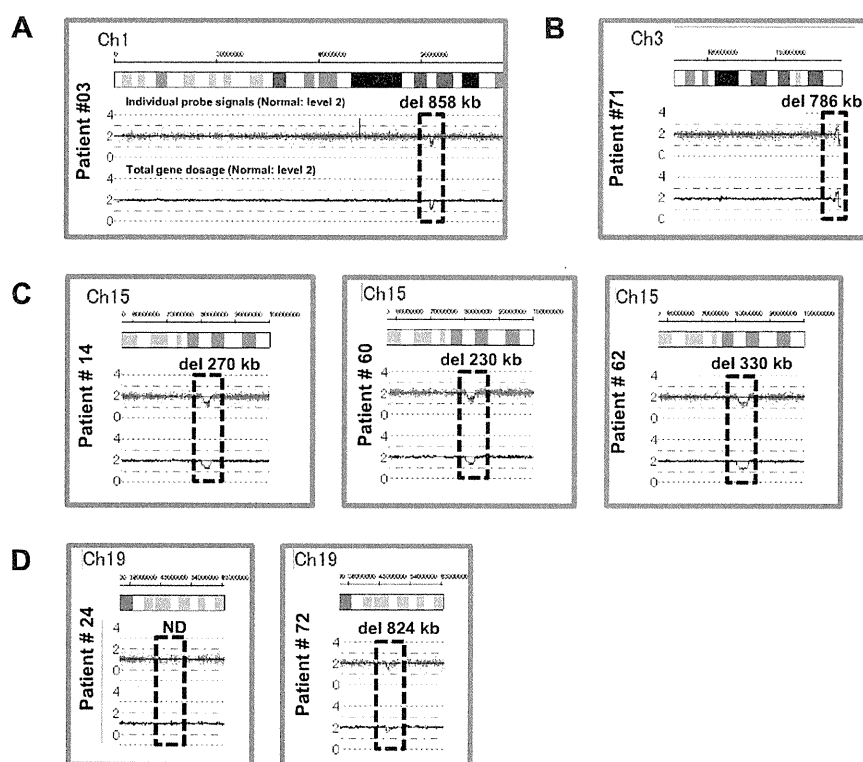 A
Ch1
Patient #03
Individual probe signals (Normal: level 2)
del 858 kb
4
2
0
Total gene dosage (Normal: level 2)
4
2
0
B
Ch3
Patient #71
del 786 kb
4
2
0
4
2
0
C
Ch15
Patient # 14
del 270 kb
4
2
0
4
2
0
Ch15
Patient # 60
del 230 kb
4
2
0
4
2
0
Ch15
Patient # 62
del 330 kb
4
2
0
4
2
0
D
Ch19
Patient # 24
ND
4
2
0
4
2
0
Ch19
Patient # 72
del 824 kb
4
2
0
4
2
0